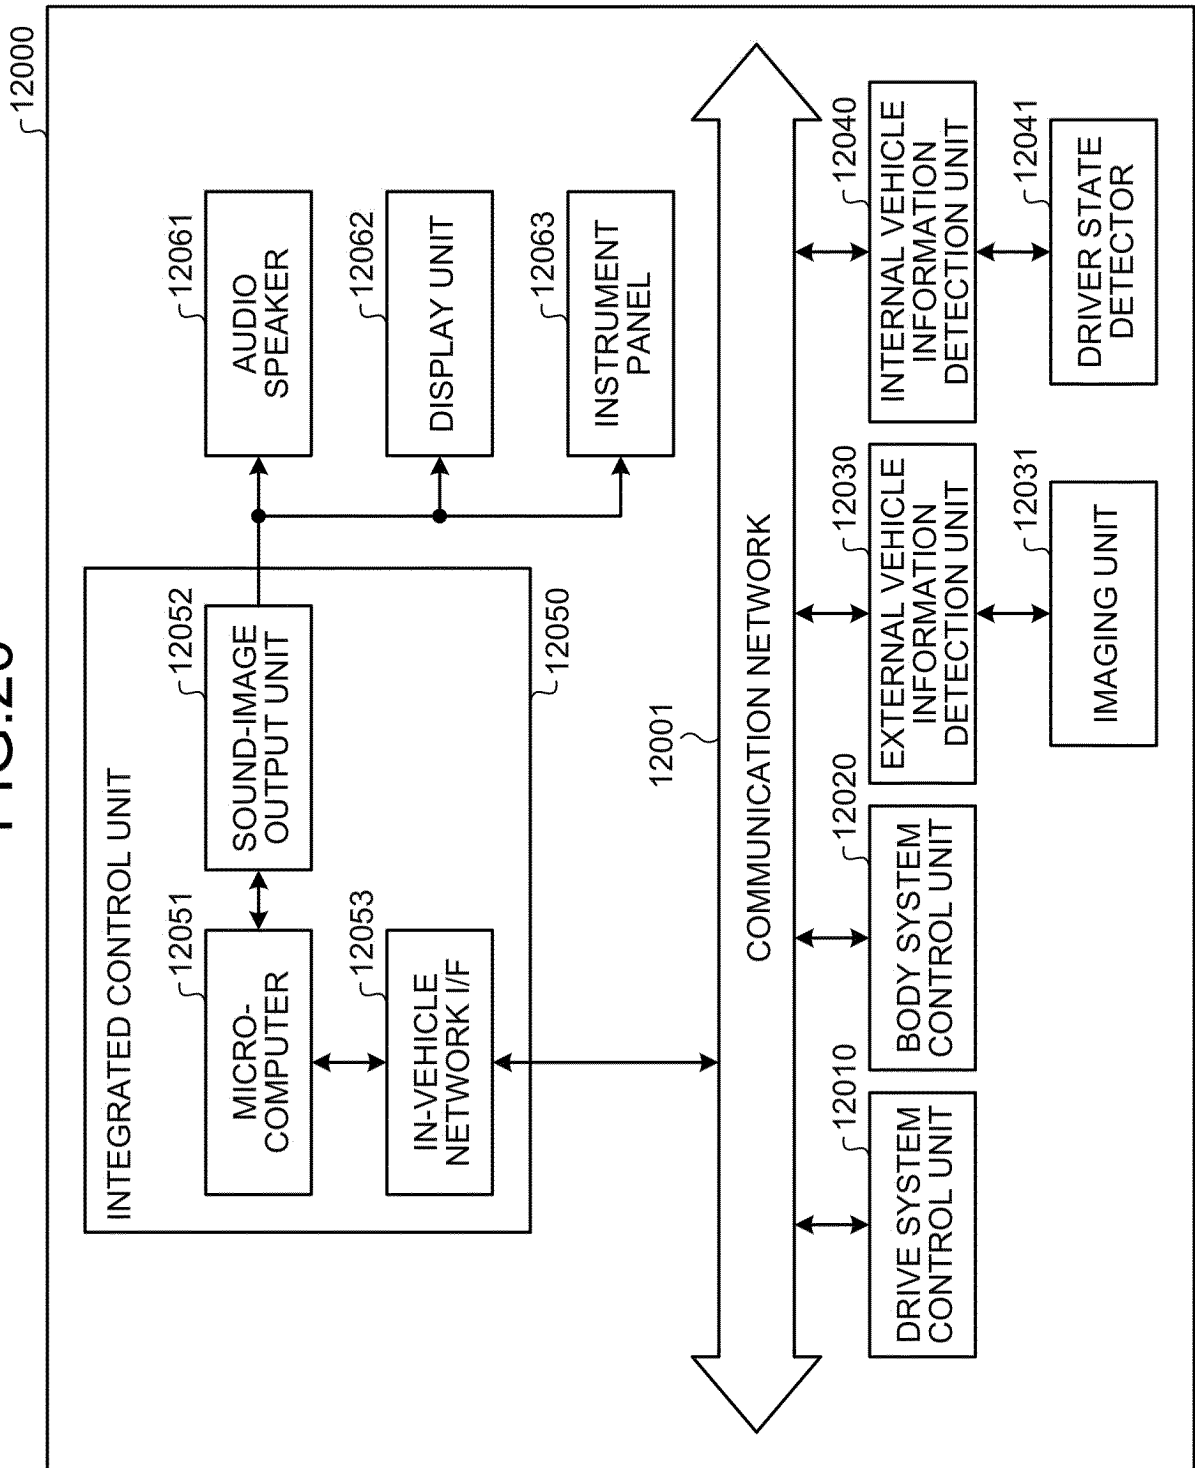 12000
INTEGRATED CONTROL UNIT
12051
MICRO-
COMPUTER
12052
SOUND-IMAGE
OUTPUT UNIT
12061
AUDIO
SPEAKER
12053
IN-VEHICLE
NETWORK I/F
12062
DISPLAY UNIT
12050
12063
INSTRUMENT
PANEL
12001
COMMUNICATION NETWORK
12010
DRIVE SYSTEM
CONTROL UNIT
12020
BODY SYSTEM
CONTROL UNIT
12030
EXTERNAL VEHICLE
INFORMATION
DETECTION UNIT
12040
INTERNAL VEHICLE
INFORMATION
DETECTION UNIT
12031
IMAGING UNIT
12041
DRIVER STATE
DETECTOR